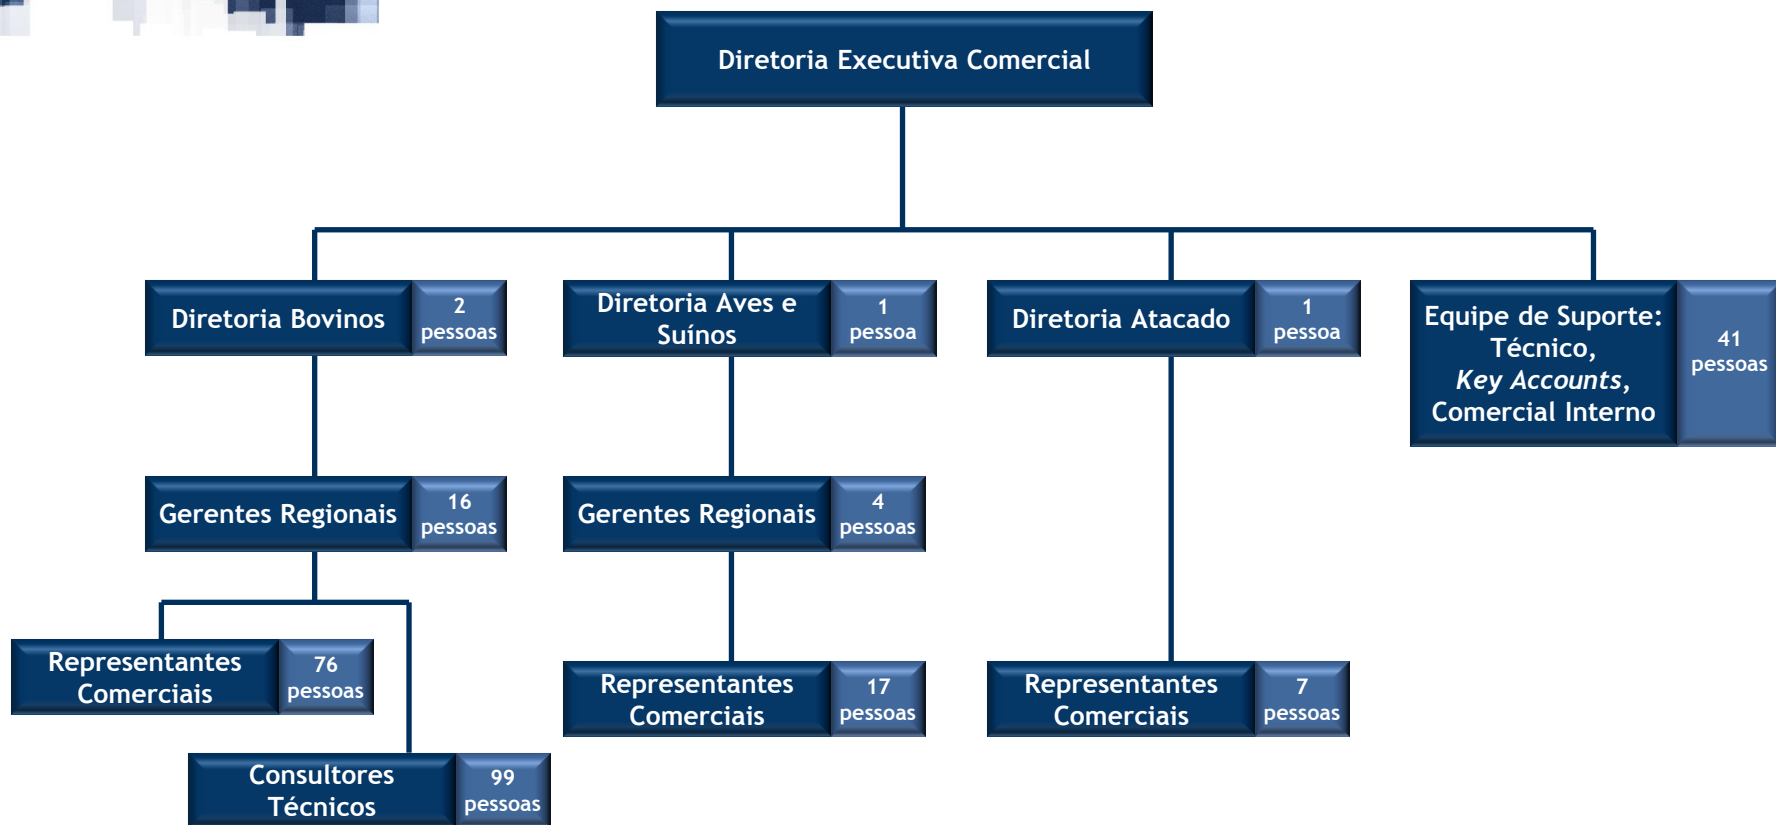 Diretoria Executiva Comercial
Diretoria Bovinos
2
pessoas
Diretoria Aves e
Suínos
1
pessoa
Diretoria Atacado
1
pessoa
Equipe de Suporte:
Técnico,
Key Accounts,
Comercial Interno
41
pessoas
Gerentes Regionais
16
pessoas
Gerentes Regionais
4
pessoas
Representantes
Comerciais
76
pessoas
Representantes
Comerciais
17
pessoas
Representantes
Comerciais
7
pessoas
Consultores
Técnicos
99
pessoas